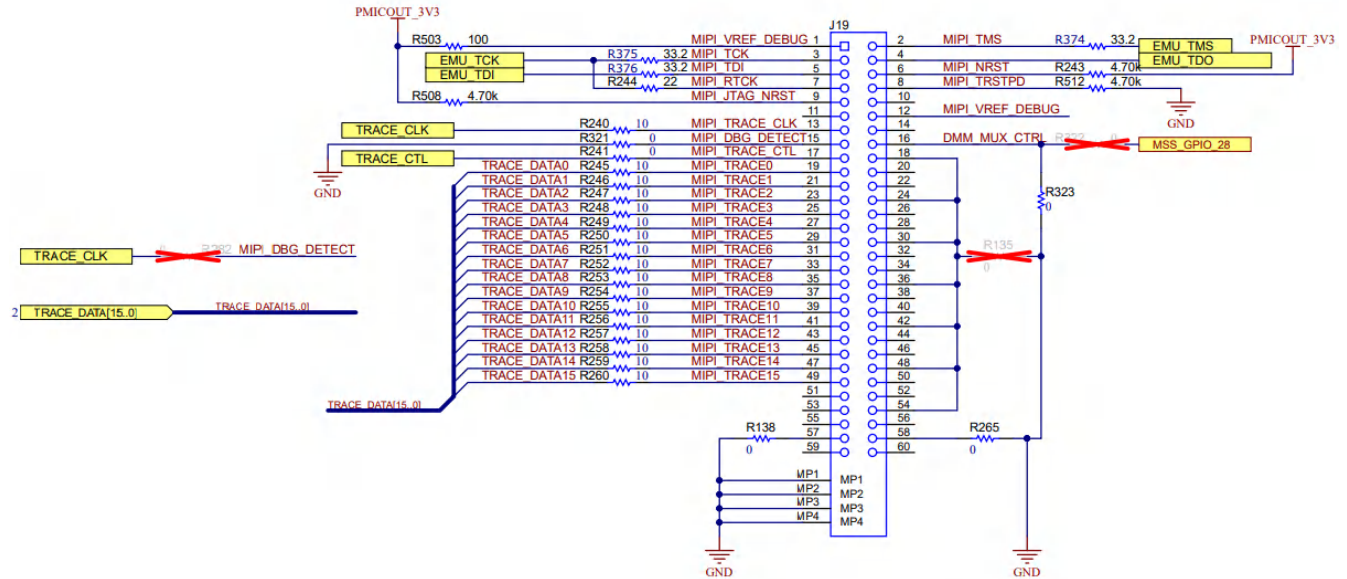 PMICOUT_3V3
J19
R503 100 MIPI_VREF_DEBUG 1 2 MIPI_TMS R374 33.2 EMU_TMS PMICOUT_3V3
EMU_TCK R375 33.2 MIPI_TCK 3 4 EMU_TDO
EMU_TDI R376 33.2 MIPI_TDI 5 6 MIPI_NRST R243 4.70k
R244 22 MIPI_RTCK 7 8 MIPI_TRSTPD R512 4.70k
R508 4.70k MIPI_JTAG_NRST 9 10
11 12 MIPI_VREF_DEBUG
GND
TRACE_CLK R240 10 MIPI_TRACE_CLK 13 14
R321 0 MIPI_DBG_DETECT 15 16 DMM_MUX_CTRL R322 0 MSS_GPIO_28
TRACE_CTL R241 0 MIPI_TRACE_CTL 17 18
GND
TRACE_DATA0 R245 10 MIPI_TRACE0 19 20
TRACE_DATA1 R246 10 MIPI_TRACE1 21 22
TRACE_DATA2 R247 10 MIPI_TRACE2 23 24
R323
0
TRACE_DATA3 R248 10 MIPI_TRACE3 25 26
TRACE_DATA4 R249 10 MIPI_TRACE4 27 28
TRACE_DATA5 R250 10 MIPI_TRACE5 29 30
R135
0
TRACE_CLK 0 R282 MIPI_DBG_DETECT
TRACE_DATA6 R251 10 MIPI_TRACE6 31 32
TRACE_DATA7 R252 10 MIPI_TRACE7 33 34
TRACE_DATA8 R253 10 MIPI_TRACE8 35 36
TRACE_DATA9 R254 10 MIPI_TRACE9 37 38
2 TRACE_DATA[15..0] TRACE_DATA[15..0]
TRACE_DATA10 R255 10 MIPI_TRACE10 39 40
TRACE_DATA11 R256 10 MIPI_TRACE11 41 42
TRACE_DATA12 R257 10 MIPI_TRACE12 43 44
TRACE_DATA13 R258 10 MIPI_TRACE13 45 46
TRACE_DATA14 R259 10 MIPI_TRACE14 47 48
TRACE_DATA15 R260 10 MIPI_TRACE15 49 50
51 52
TRACE_DATA[15..0] 53 54
55 56
R138 57 58 R265
0 59 60 0
MP1 MP1
MP2 MP2
MP3 MP3
MP4 MP4
GND GND